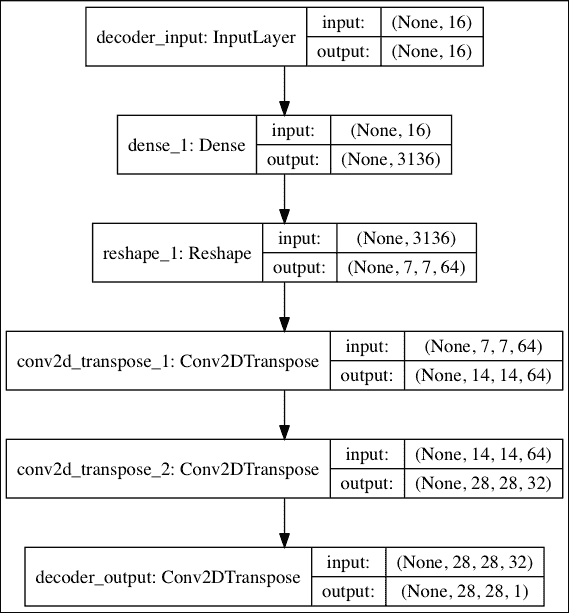 decoder_input: InputLayer
input: (None, 16)
output: (None, 16)
dense_1: Dense
input: (None, 16)
output: (None, 3136)
reshape_1: Reshape
input: (None, 3136)
output: (None, 7, 7, 64)
conv2d_transpose_1: Conv2DTranspose
input: (None, 7, 7, 64)
output: (None, 14, 14, 64)
conv2d_transpose_2: Conv2DTranspose
input: (None, 14, 14, 64)
output: (None, 28, 28, 32)
decoder_output: Conv2DTranspose
input: (None, 28, 28, 32)
output: (None, 28, 28, 1)